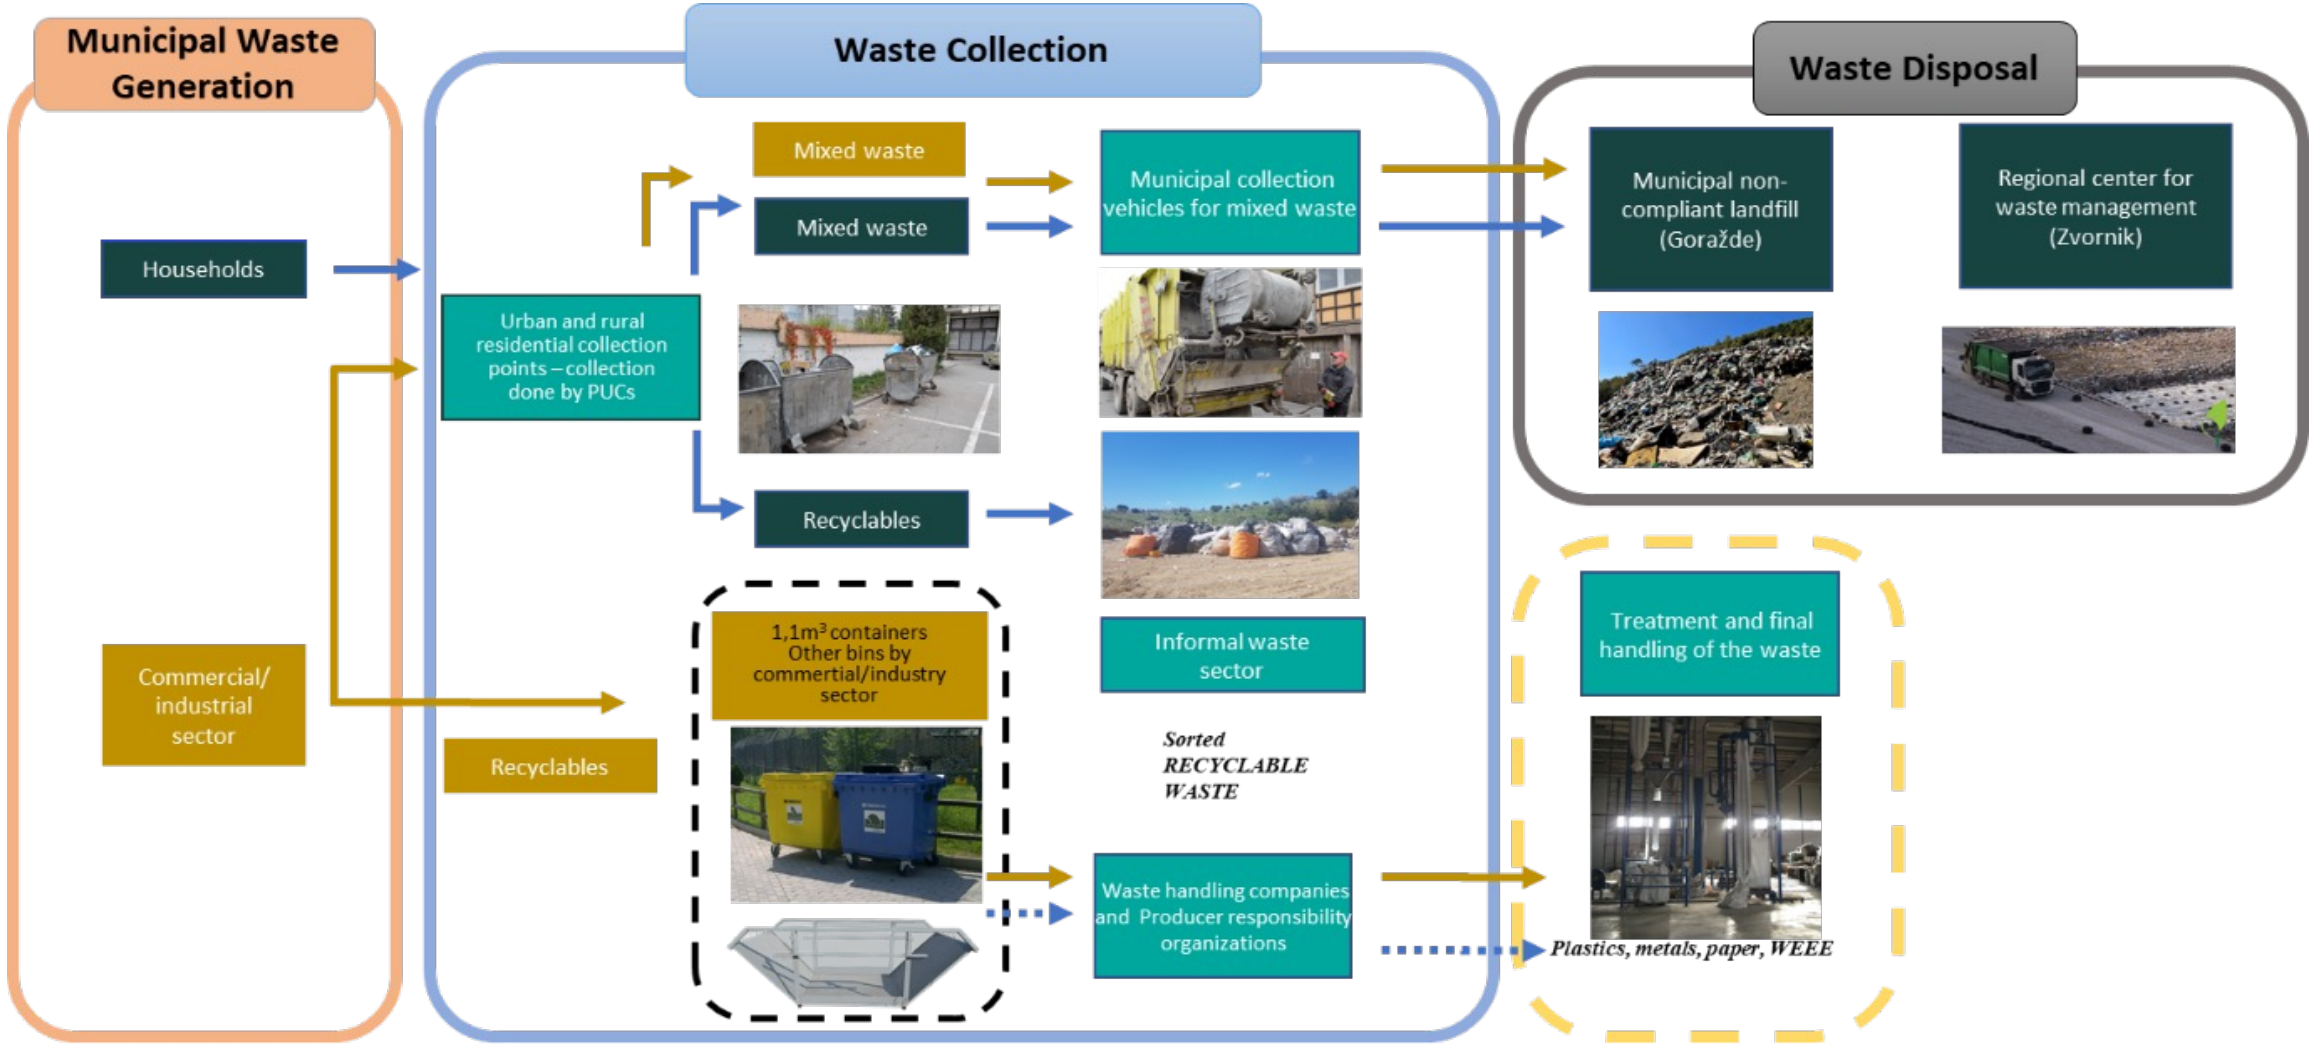 Municipal Waste
Generation
Waste Collection
Waste Disposal
Households
Commercial/
industrial
sector
Urban and rural
residential collection
points – collection
done by PUCs
Mixed waste
Mixed waste
Recyclables
Recyclables
1,1m³ containers
Other bins by
commertial/industry
sector
Municipal collection
vehicles for mixed waste
Informal waste
sector
Sorted
RECYCLABLE
WASTE
Waste handling companies
and Producer responsibility
organizations
Municipal non-
compliant landfill
(Goražde)
Regional center for
waste management
(Zvornik)
Treatment and final
handling of the waste
Plastics, metals, paper, WEEE